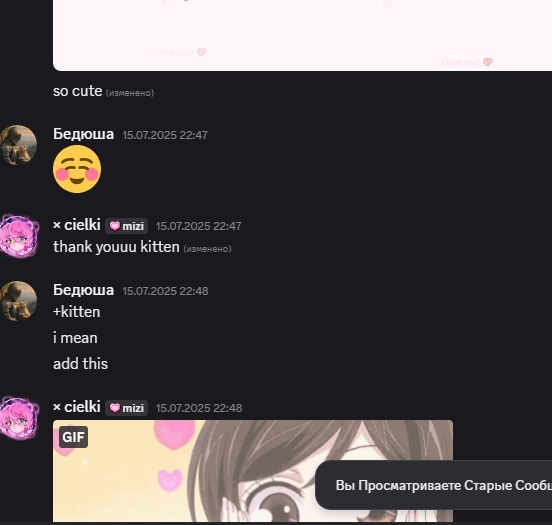 I love you!
I love you!
so cute (изменено)
Бедюша 15.07.2025 22:47
× cielki mizi 15.07.2025 22:47
thank youuu kitten (изменено)
Бедюша 15.07.2025 22:48
+kitten
i mean
add this
× cielki mizi 15.07.2025 22:48
GIF
Вы Просматриваете Старые Сообщ